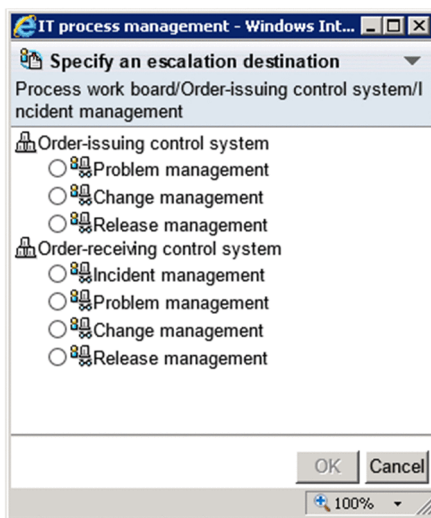 IT process management - Windows Int...
Specify an escalation destination
Process work board/Order-issuing control system/I
ncident management
Order-issuing control system
Problem management
Change management
Release management
Order-receiving control system
Incident management
Problem management
Change management
Release management
OK Cancel
100%